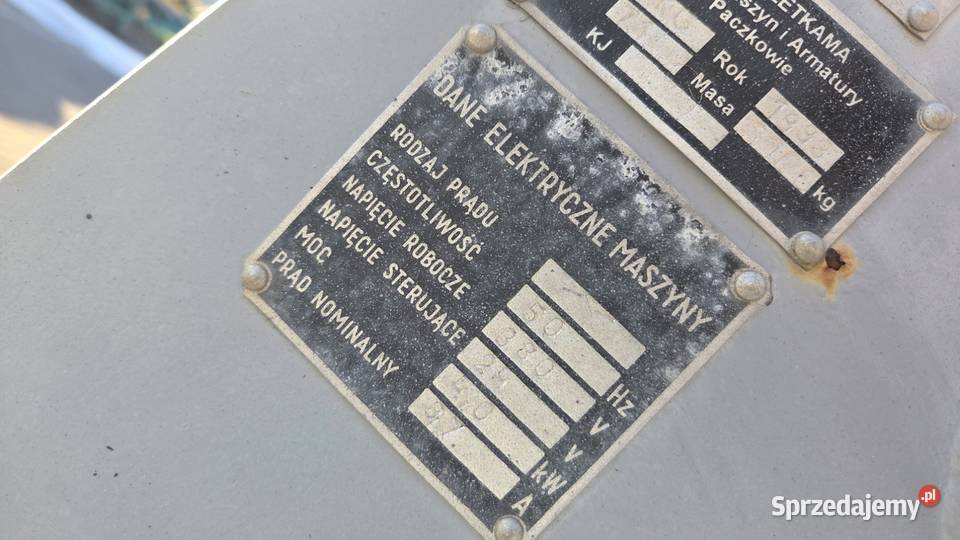 LETKAMA
szyn i Armatury
Paczkowie
Rok
KJ
Masa
kg
DANE ELEKTRYCZNE MASZYNY
RODZAJ PRĄDU
CZĘSTOTLIWOŚĆ 50 Hz
NAPIĘCIE ROBOCZE 380 V
NAPIĘCIE STERUJĄCE 24 V
MOC kW
PRĄD NOMINALNY A
Sprzedajemy.pl